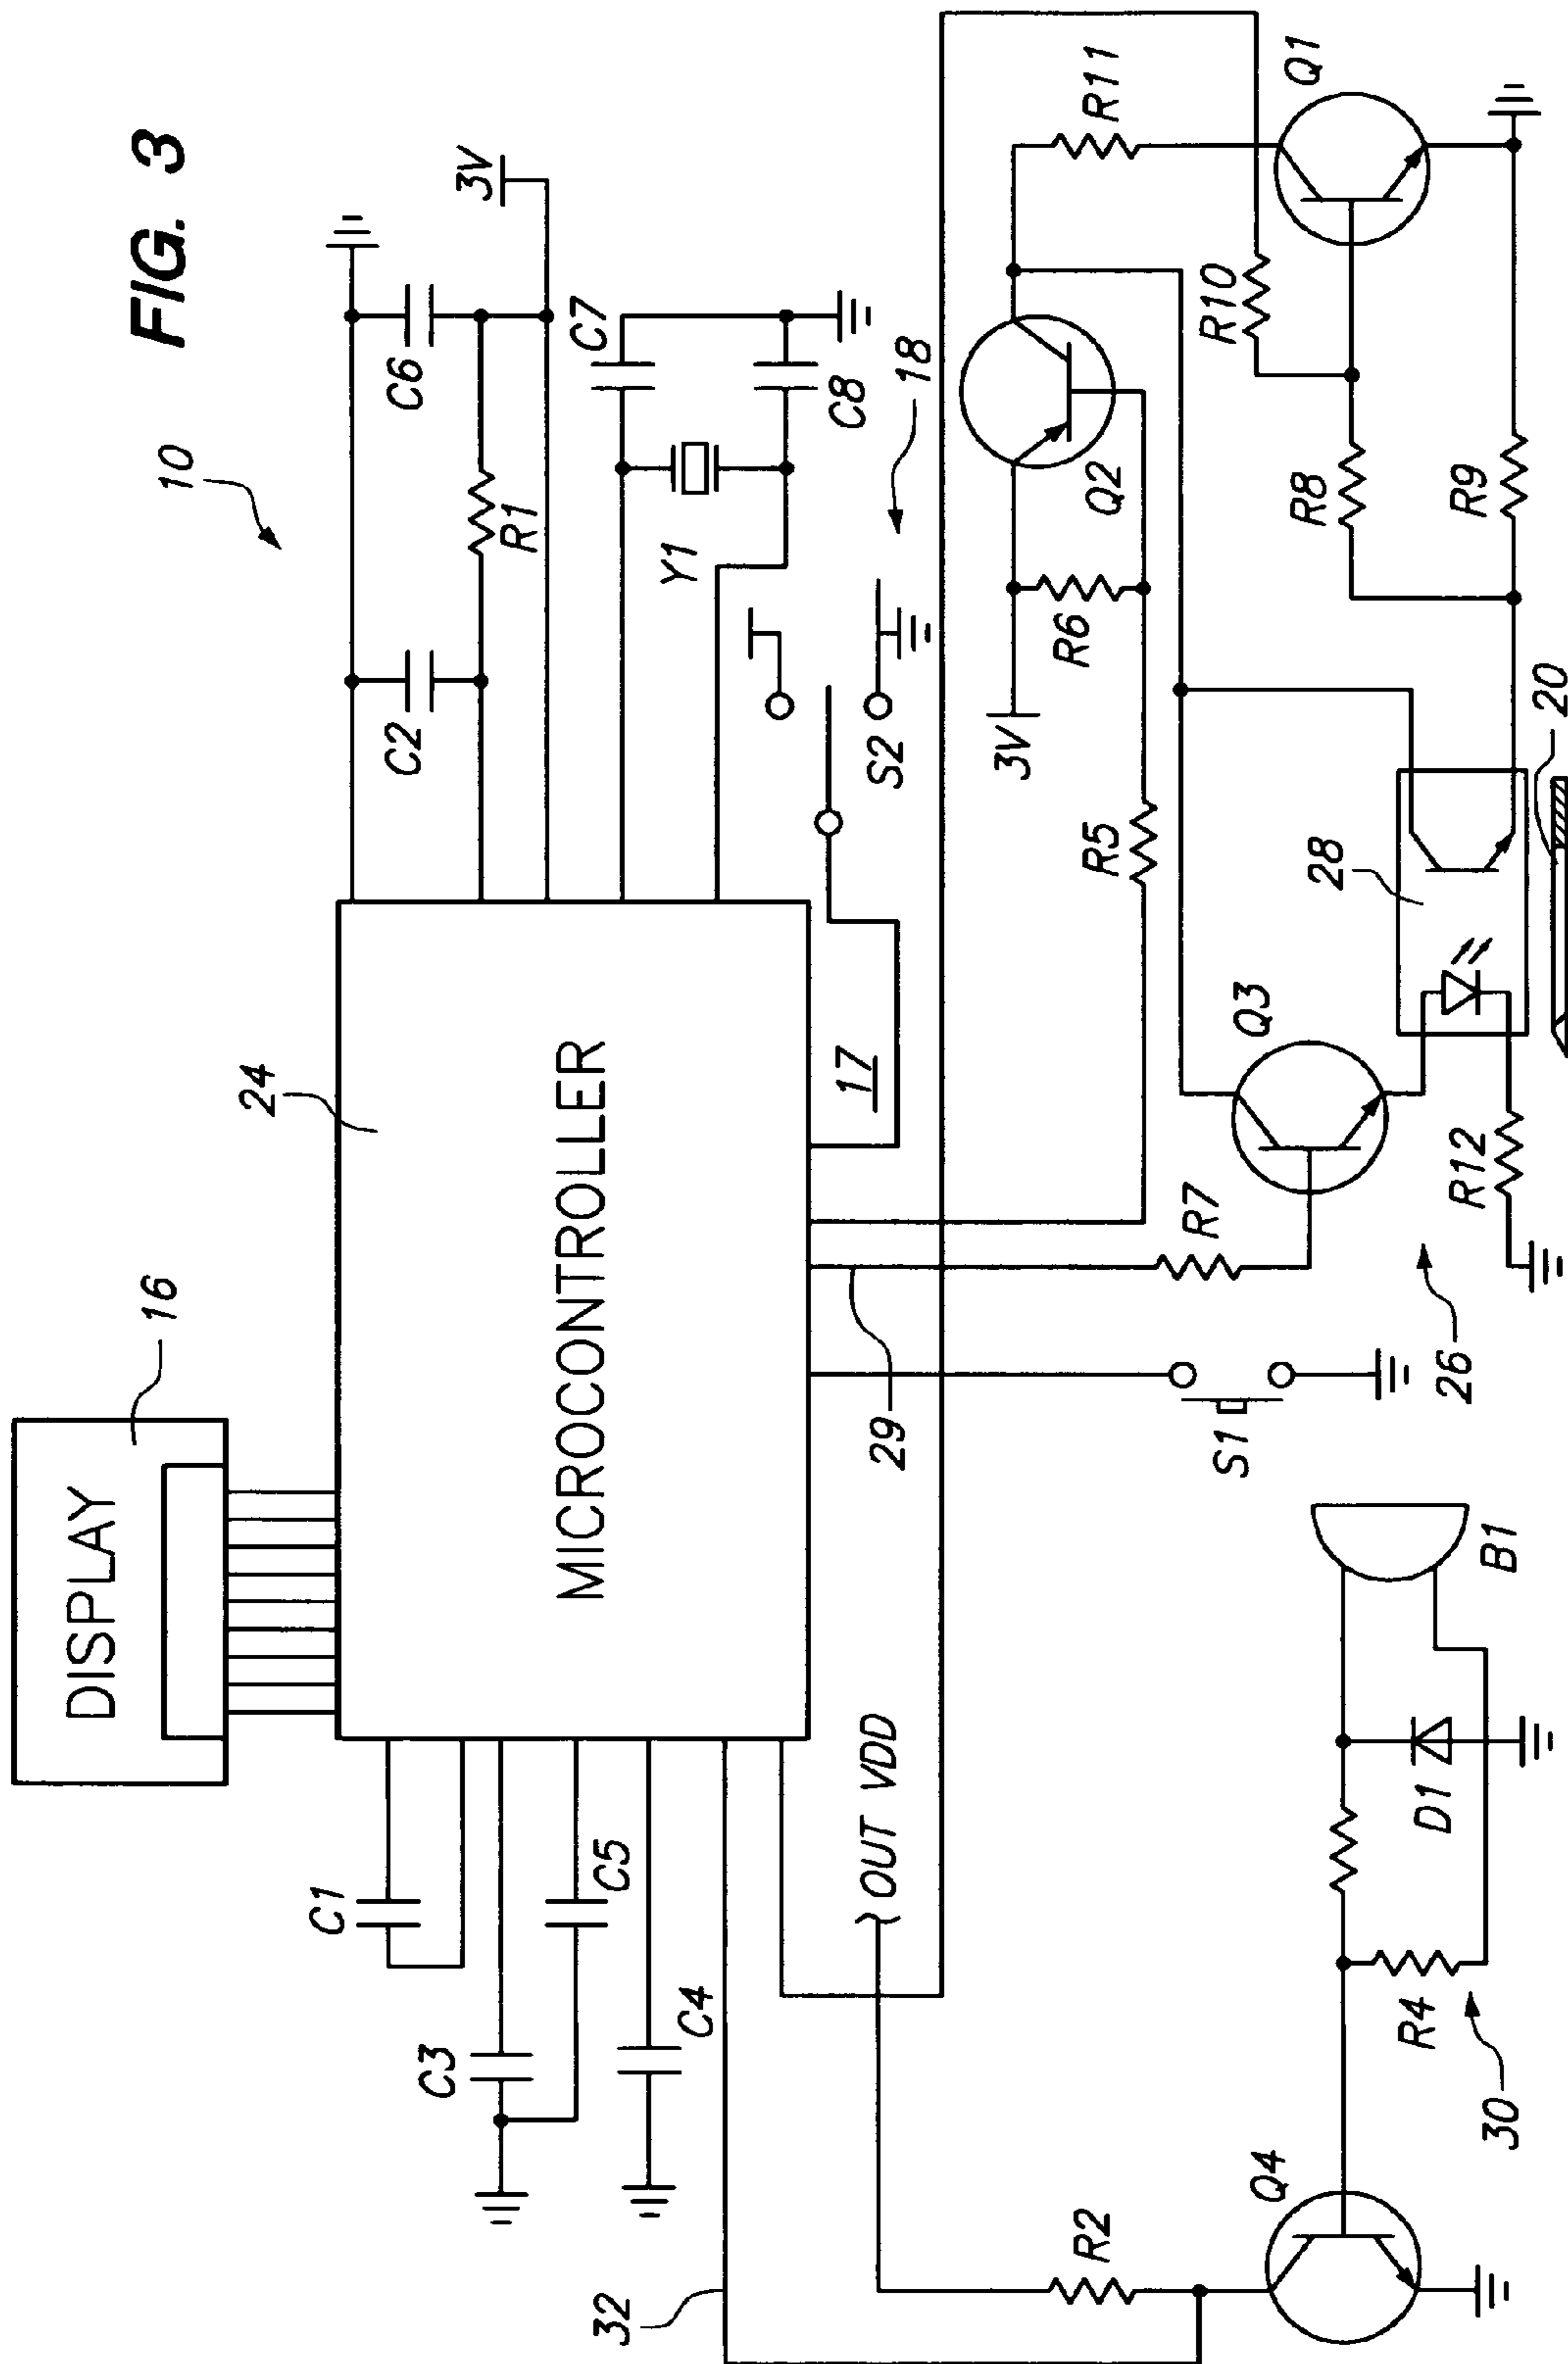 FIG. 3
10
DISPLAY
16
24
MICROCONTROLLER
C1
C3
C5
C4
32
C2
C6
R1
3V
C7
Y1
C8
S2
18
17
OUT VDD
29
S1
R7
R5
3V
R6
Q2
R11
R10
Q1
R8
R9
Q3
28
20
R12
26
R2
Q4
R4
D1
B1
30